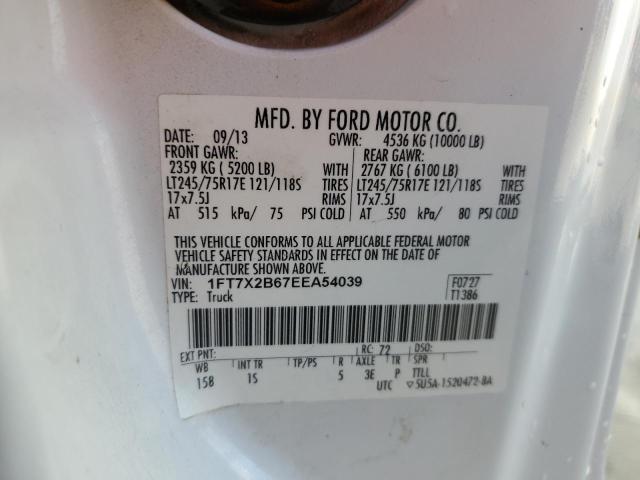 MFD. BY FORD MOTOR CO.
DATE: 09/13 GVWR: 4536 KG (10000 LB)
FRONT GAWR: REAR GAWR:
2359 KG ( 5200 LB) WITH 2767 KG ( 6100 LB) WITH
LT245/75R17E 121/118S TIRES LT245/75R17E 121/118S TIRES
17x7.5J RIMS 17x7.5J RIMS
AT 515 kPa/ 75 PSI COLD AT 550 kPa/ 80 PSI COLD
THIS VEHICLE CONFORMS TO ALL APPLICABLE FEDERAL MOTOR
VEHICLE SAFETY STANDARDS IN EFFECT ON THE DATE OF
MANUFACTURE SHOWN ABOVE.
VIN: 1FT7X2B67EEA54039 F0727
TYPE: Truck T1386
EXT PNT: RC: 72 DSO:
WB INT TR TP/PS R AXLE TR SPR
158 1S 5 3E P TTLL
UTC ▽5U5A-1520472-BA